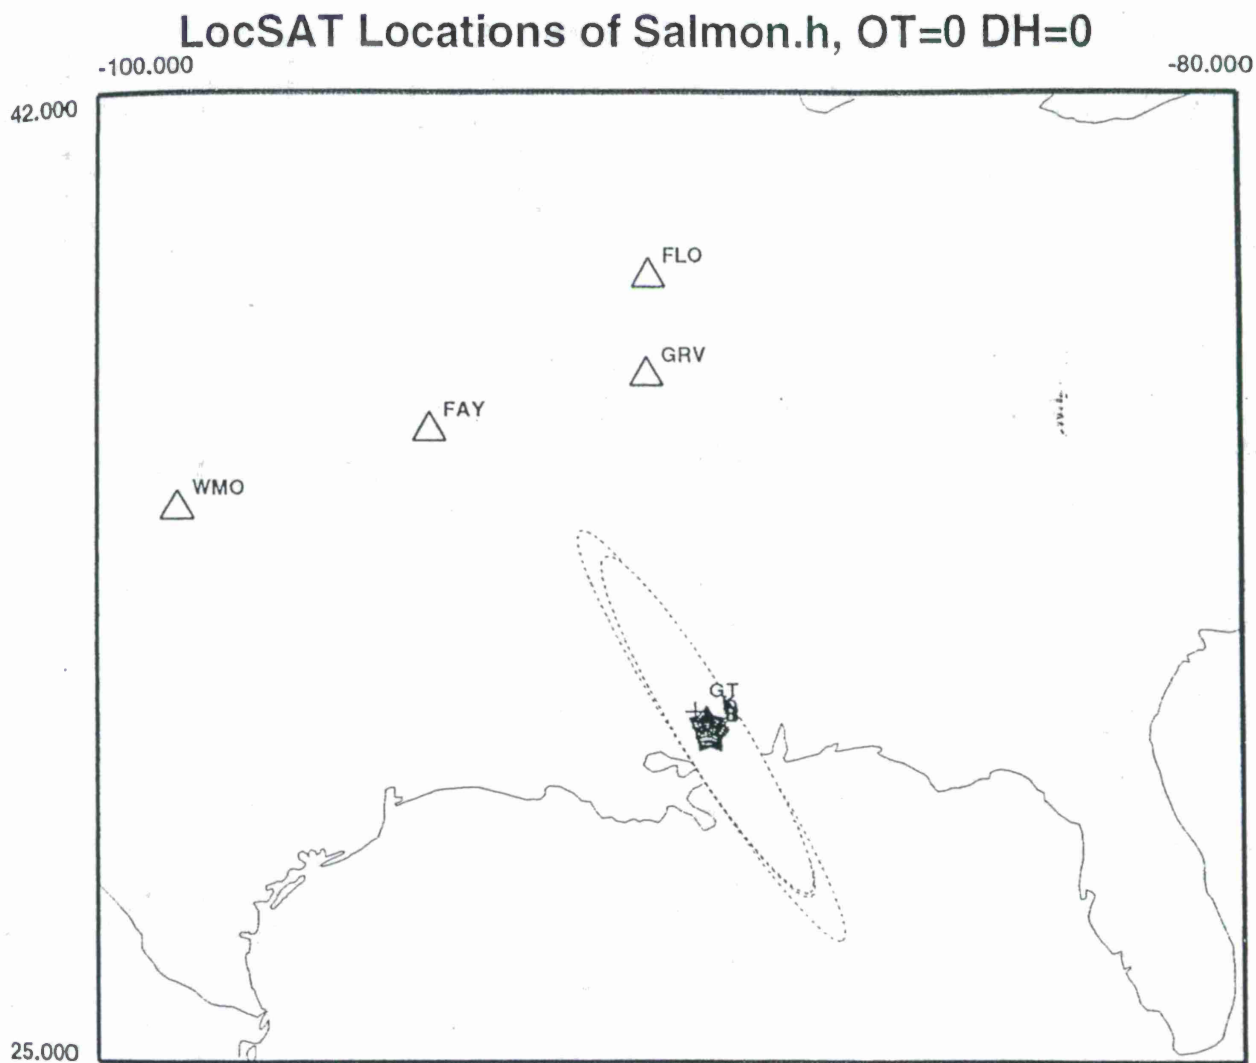 LocSAT Locations of Salmon.h, OT=0 DH=0
-100.000
-80.000
42.000
FLO
GRV
FAY
WMO
GT
25.000